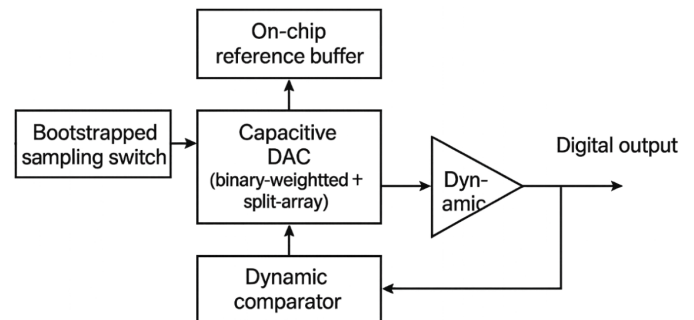 On-chip
reference buffer
Bootstrapped
sampling switch
Capacitive
DAC
(binary-weightted +
split-array)
Dyn-
amic
Digital output
Dynamic
comparator